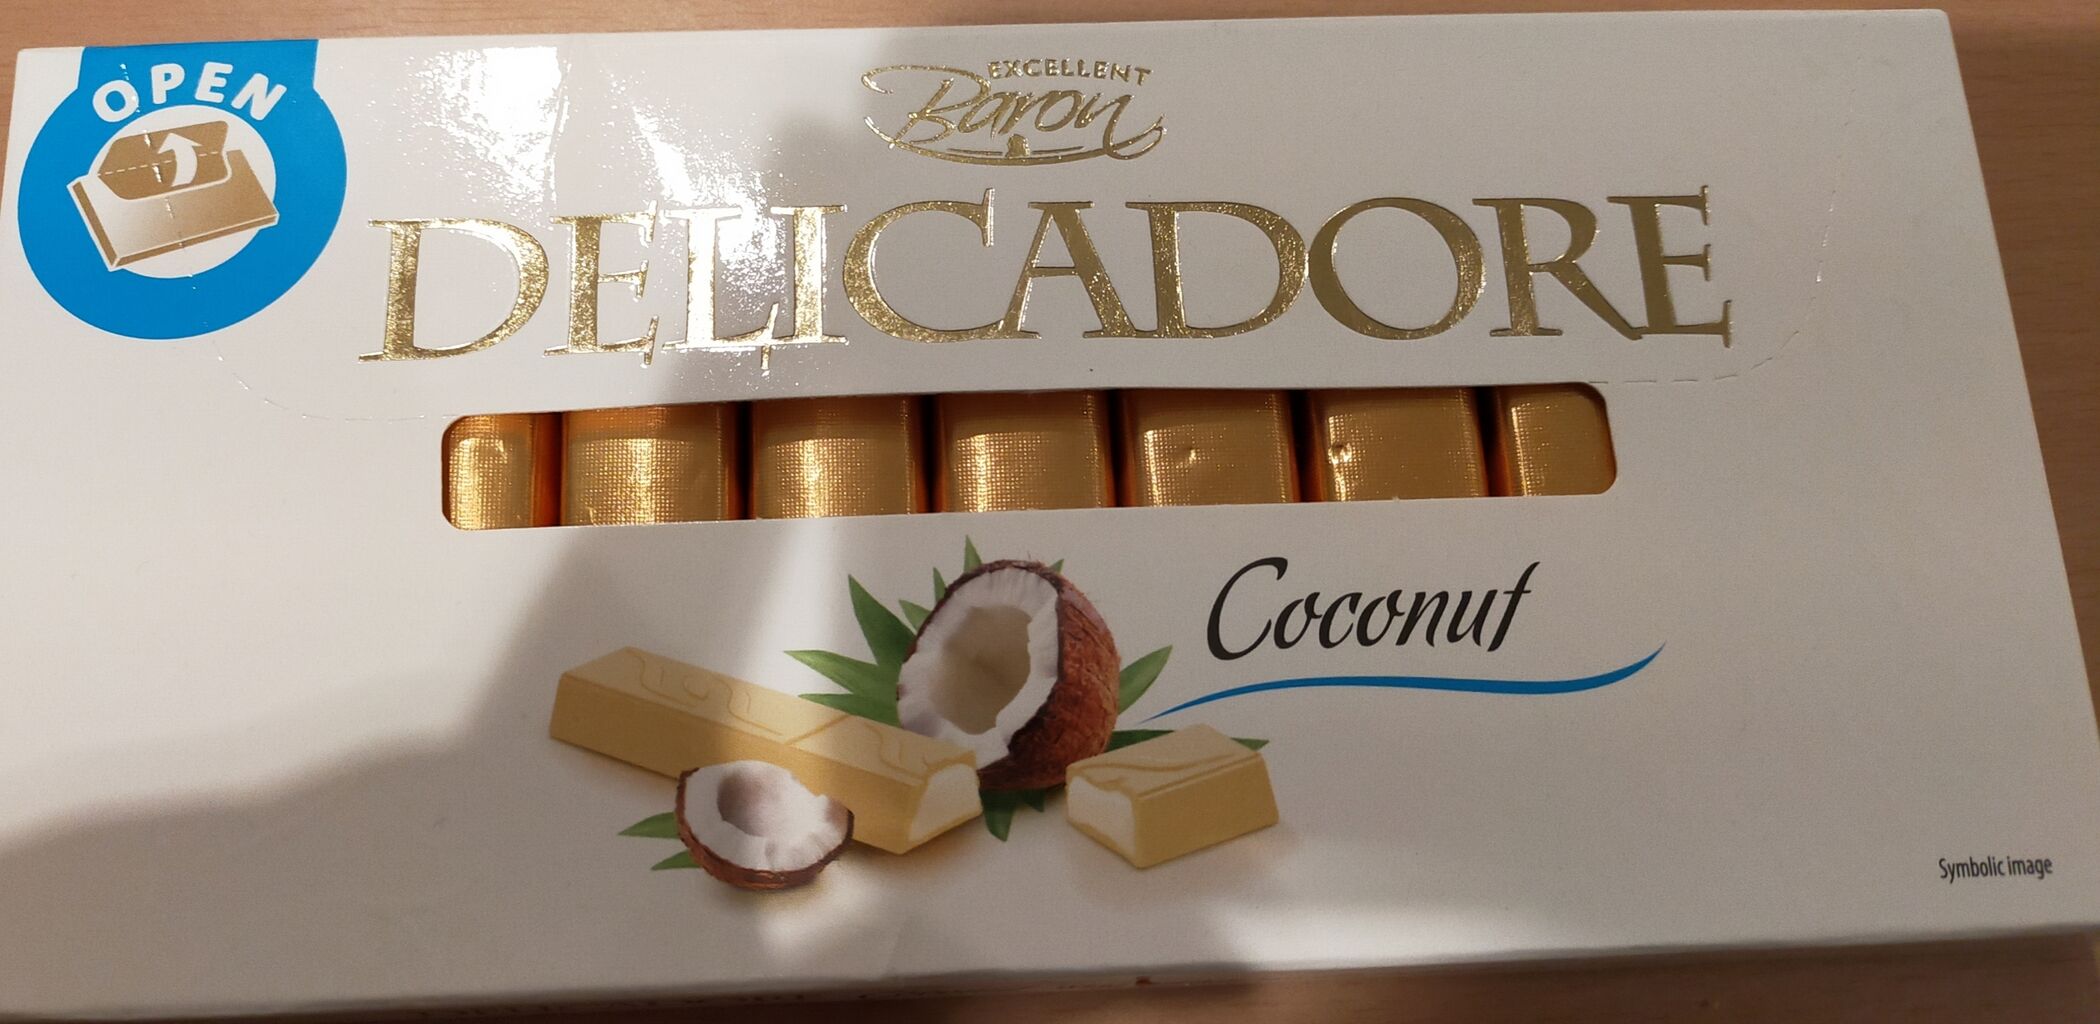 OPEN
EXCELLENT
Baron
DELICADORE
Coconut
Symbolic image